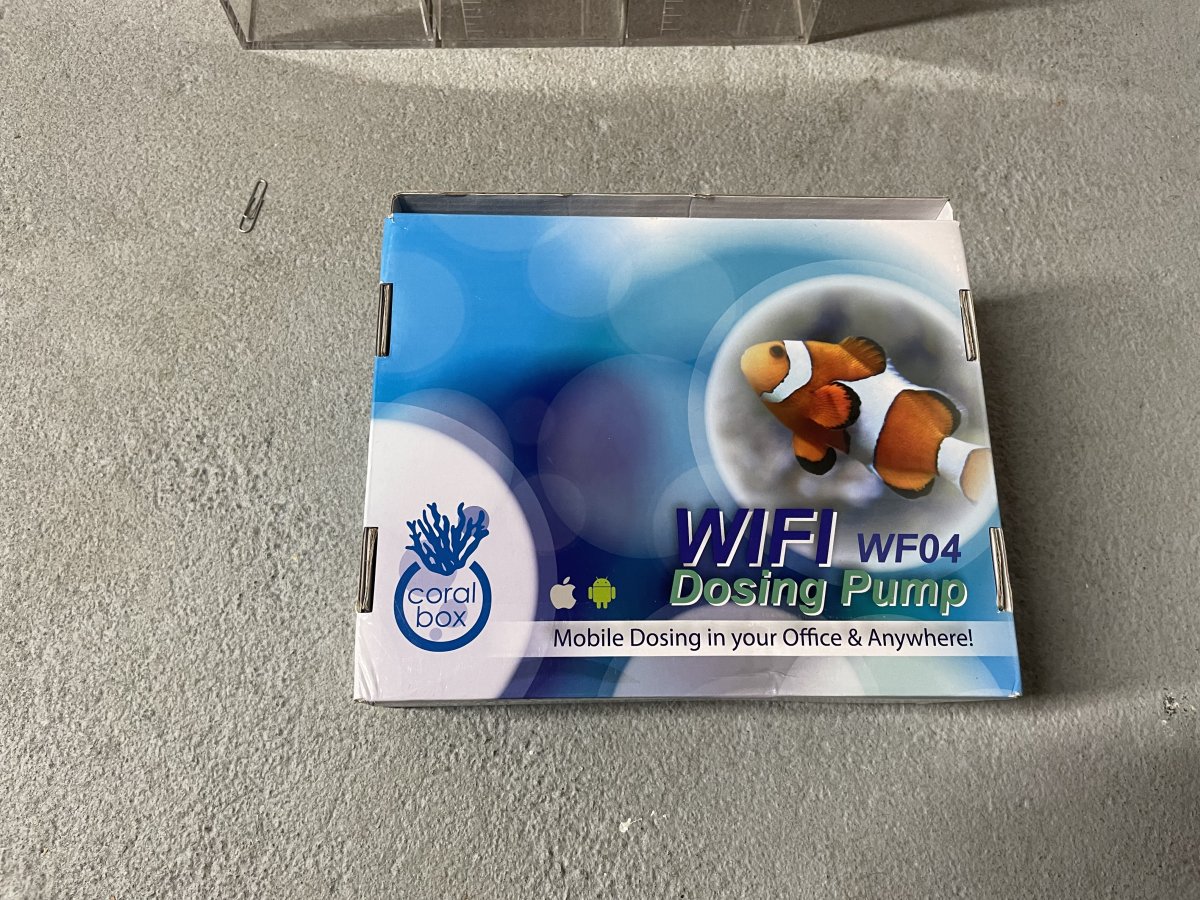 WIFI WF04
Dosing Pump
coral
box
Mobile Dosing in your Office & Anywhere!